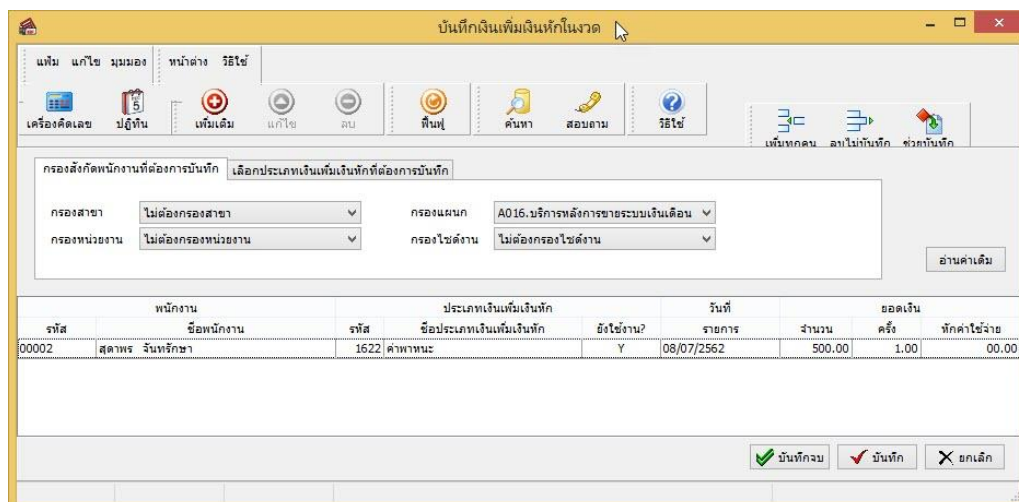 บันทึกเงินเพิ่มเงินหักในงวด
แฟ้ม แก้ไข มุมมอง หน้าต่าง วิธีใช้
5
เครื่องคิดเลข ปฏิทิน เพิ่มเติม แก้ไข ลบ ฟื้นฟู ค้นหา สอบถาม วิธีใช้ เพิ่มทุกคน ลบไม่บันทึก ช่วยบันทึก
กรองสังกัดพนักงานที่ต้องการบันทึก เลือกประเภทเงินเพิ่มเงินหักที่ต้องการบันทึก
กรองสาขา ไม่ต้องกรองสาขา กรองแผนก A016.บริการหลังการขายระบบเงินเดือน
กรองหน่วยงาน ไม่ต้องกรองหน่วยงาน กรองไซด์งาน ไม่ต้องกรองไซด์งาน
อ่านค่าเดิม
พนักงาน ประเภทเงินเพิ่มเงินหัก วันที่ ยอดเงิน
รหัส ชื่อพนักงาน รหัส ชื่อประเภทเงินเพิ่มเงินหัก ยังใช้งาน? รายการ จำนวน ครั้ง หักค่าใช้จ่าย
00002 สุดาพร จันทรักษา 1622 ค่าพาหนะ Y 08/07/2562 500.00 1.00 00.00
บันทึกจบ บันทึก ยกเลิก